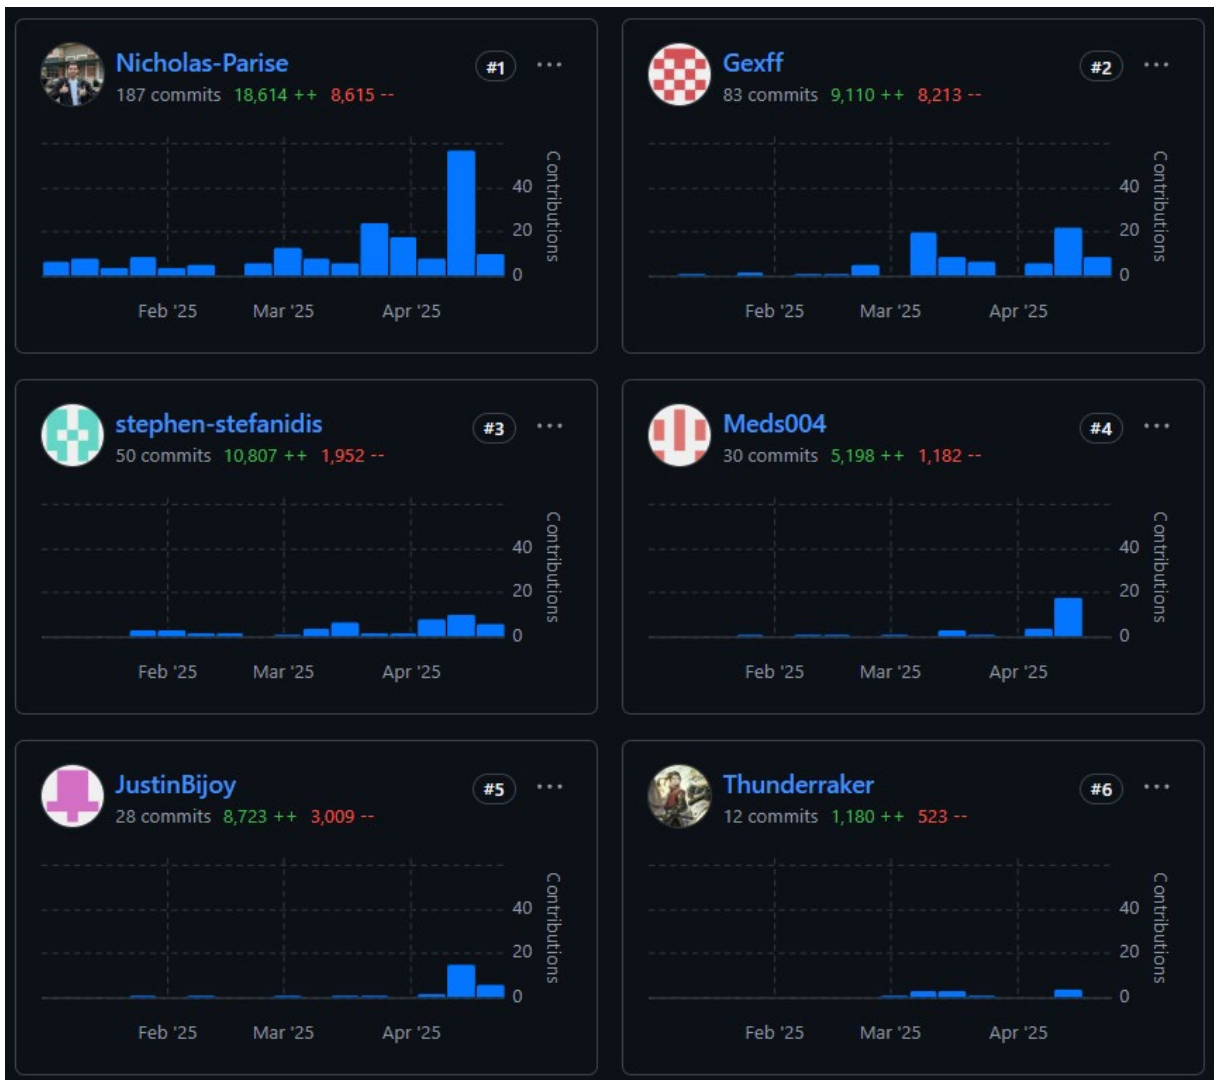 Nicholas-Parise
#1
187 commits 18,614 ++ 8,615 --
Contributions
40
20
0
Feb '25 Mar '25 Apr '25
Gexff
#2
83 commits 9,110 ++ 8,213 --
Contributions
40
20
0
Feb '25 Mar '25 Apr '25
stephen-stefanidis
#3
50 commits 10,807 ++ 1,952 --
Contributions
40
20
0
Feb '25 Mar '25 Apr '25
Meds004
#4
30 commits 5,198 ++ 1,182 --
Contributions
40
20
0
Feb '25 Mar '25 Apr '25
JustinBijoy
#5
28 commits 8,723 ++ 3,009 --
Contributions
40
20
0
Feb '25 Mar '25 Apr '25
Thunderraker
#6
12 commits 1,180 ++ 523 --
Contributions
40
20
0
Feb '25 Mar '25 Apr '25